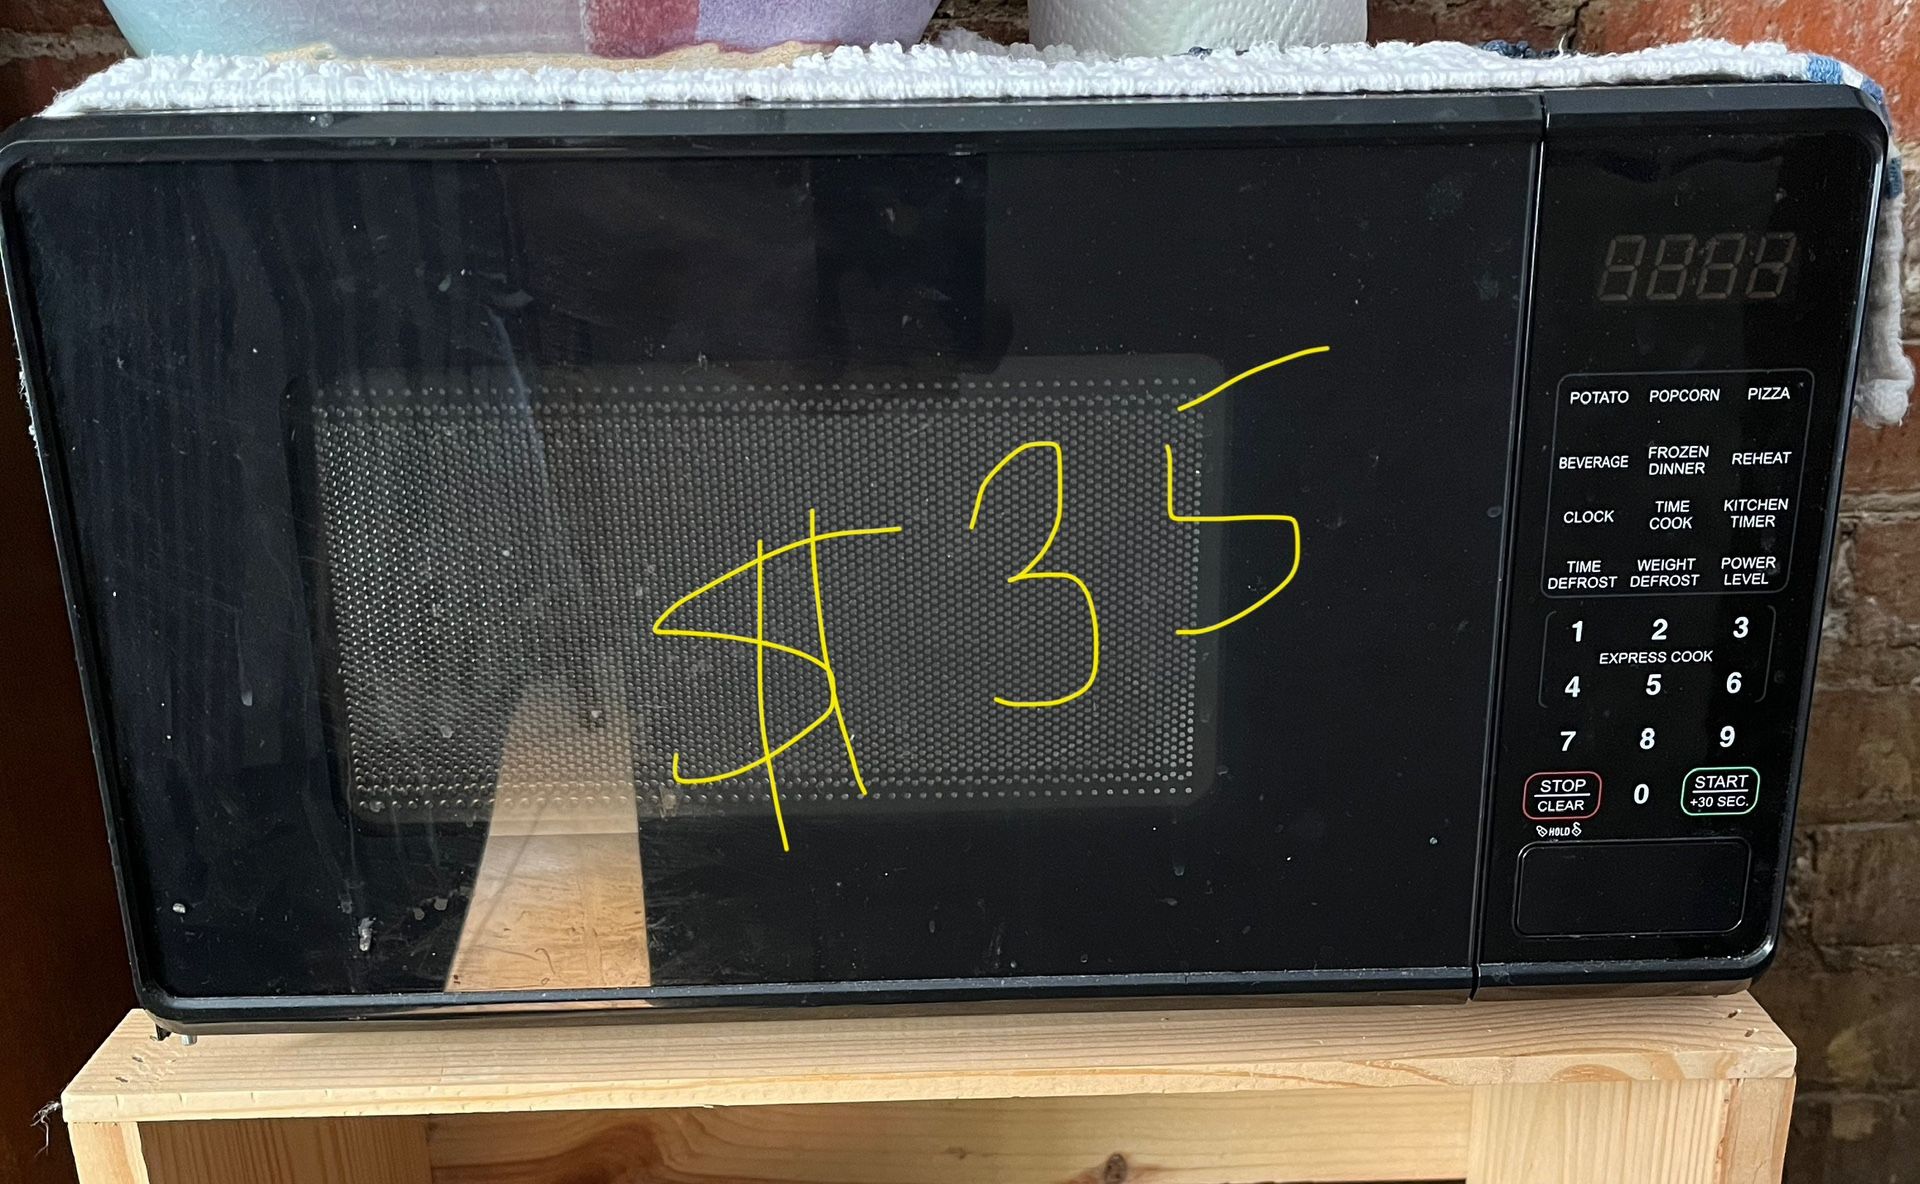 $35
POTATO POPCORN PIZZA
BEVERAGE FROZEN DINNER REHEAT
CLOCK TIME COOK KITCHEN TIMER
TIME DEFROST WEIGHT DEFROST POWER LEVEL
1 2 3
EXPRESS COOK
4 5 6
7 8 9
STOP CLEAR 0 START +30 SEC.
HOLD